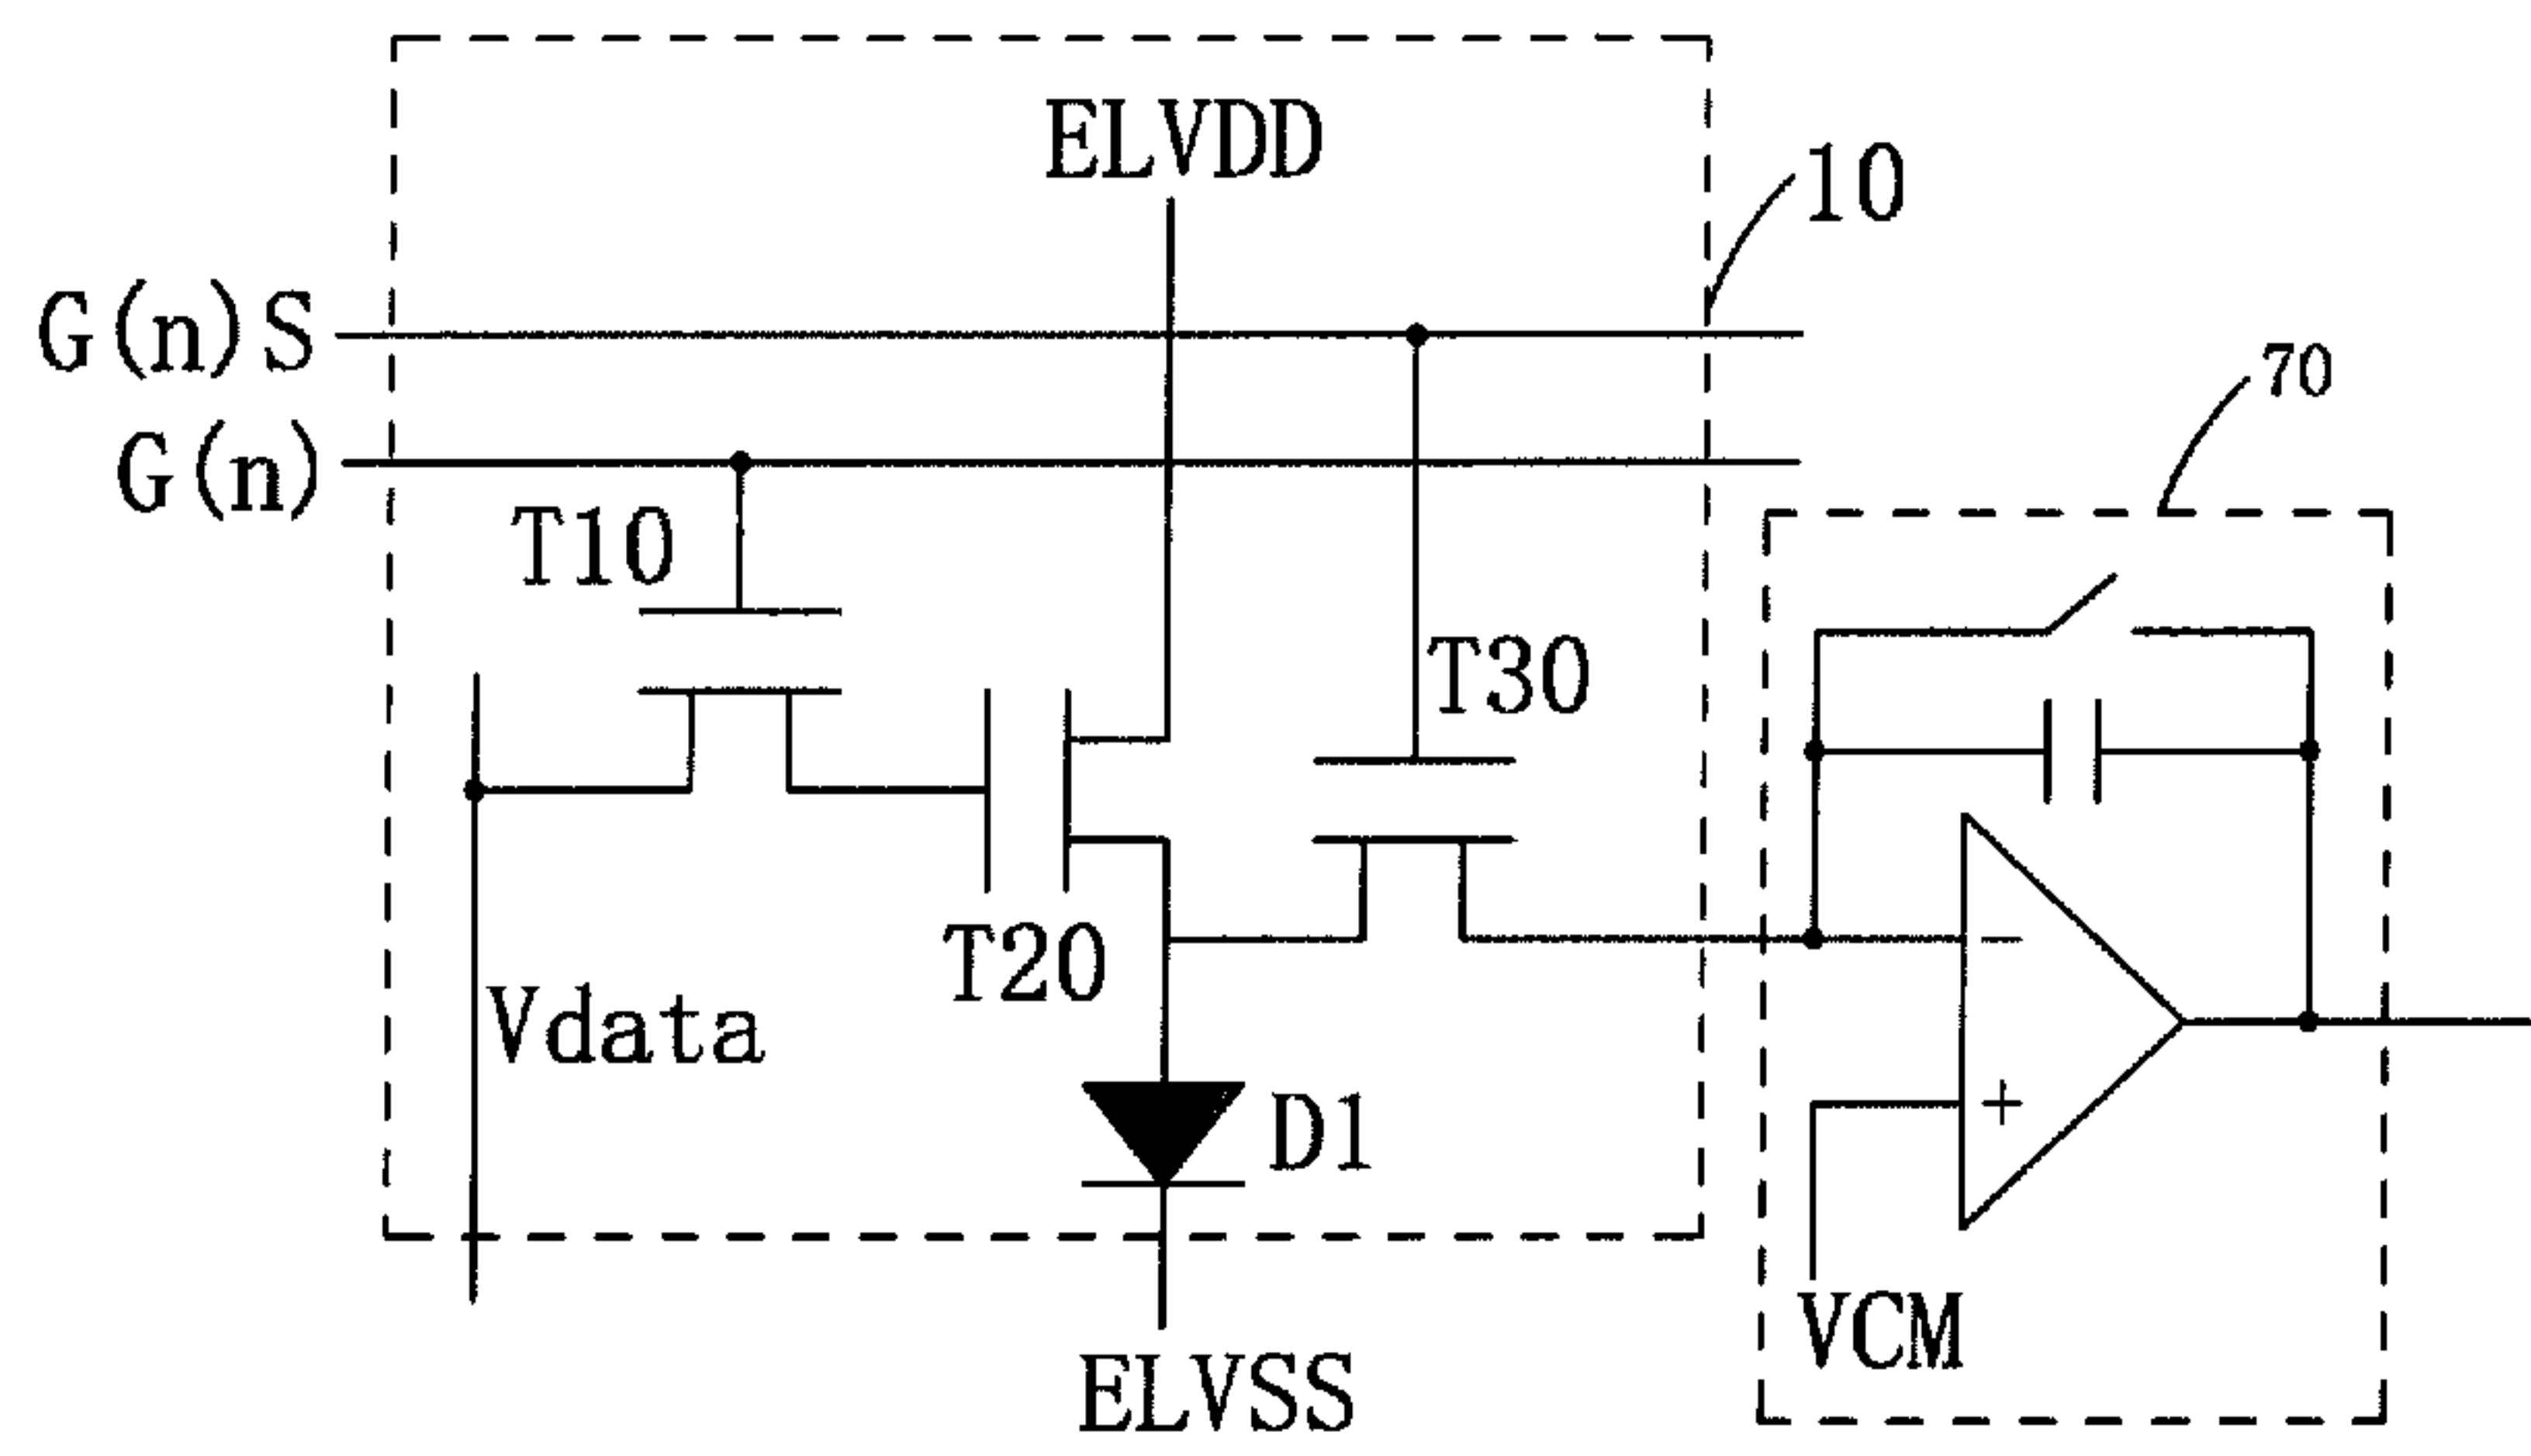 ELVDD
10
G(n)S
70
G(n)
T10
T30
T20
Vdata
-
+
D1
VCM
ELVSS